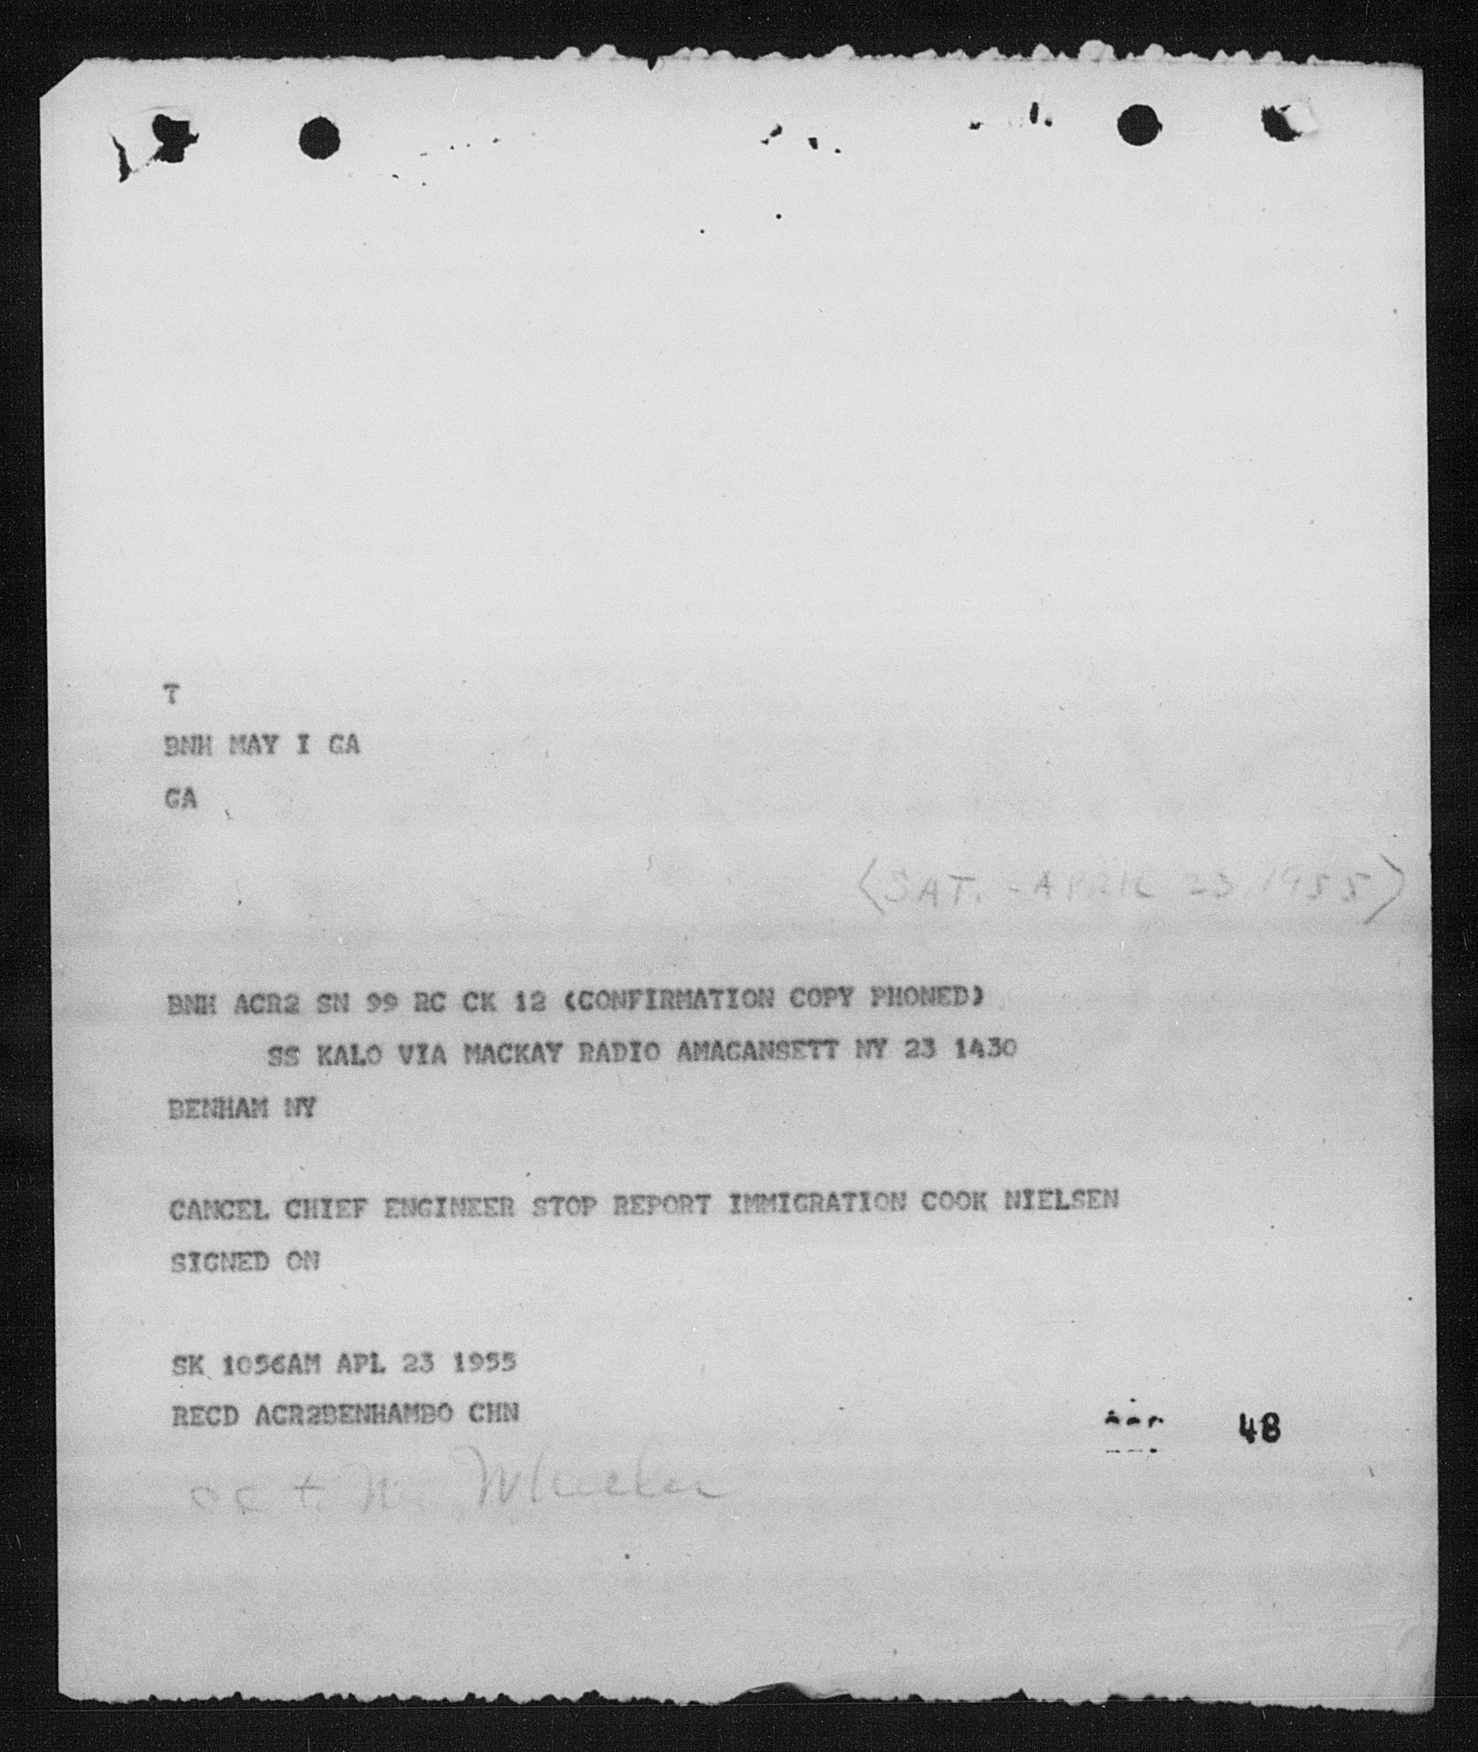 T
BNH MAY I GA
GA
(SAT. - APRIL 23, 1955)
BNH ACR2 SN 99 RC CK 12 (CONFIRMATION COPY PHONED)
SS KALO VIA MACKAY RADIO AMAGANSETT NY 23 1430
BENHAM NY
CANCEL CHIEF ENGINEER STOP REPORT IMMIGRATION COOK NIELSEN
SIGNED ON
SK 1056AM APL 23 1955
RECD ACR2BENHAMBO CHN
48
Wheeler